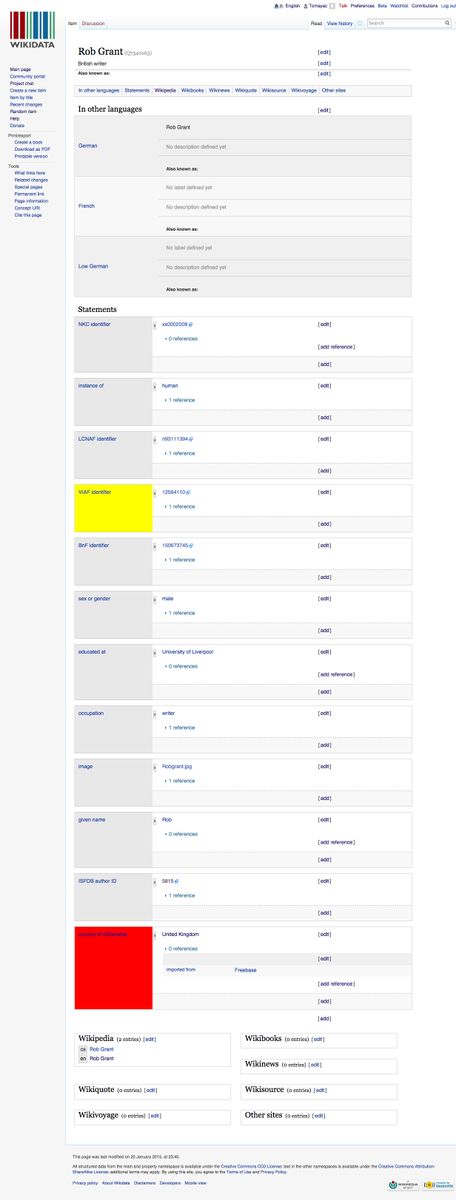 English Tomayac Talk Preferences Beta Watchlist Contributions Log out
WIKIDATA
Item Discussion Read View history Search
Rob Grant [edit]
British writer [edit]
Also known as: [edit]
In other languages Statements Wikipedia Wikibooks Wikinews Wikiquote Wikisource Wikivoyage Other sites
Main page
Community portal
Project chat
Create a new item
Item by title
Recent changes
Random item
Help
Donate
Print/export
Create a book
Download as PDF
Printable version
Tools
What links here
Related changes
Special pages
Permanent link
Page information
Concept URI
Cite this page
In other languages [edit]
German
Rob Grant
No description defined yet
Also known as:
French
No label defined yet
No description defined yet
Also known as:
Low German
No label defined yet
No description defined yet
Also known as:
Statements
NKC identifier xx0002009 [edit]
0 references
[add reference]
[add]
instance of human [edit]
1 reference
[add]
LCNAF identifier n93111394 [edit]
1 reference
[add]
VIAF identifier 12594110 [edit]
1 reference
[add]
BnF identifier 150673745 [edit]
1 reference
[add]
sex or gender male [edit]
1 reference
[add]
educated at University of Liverpool [edit]
0 references
[add reference]
[add]
occupation writer [edit]
1 reference
[add]
image Robgrant.jpg [edit]
1 reference
[add]
given name Rob [edit]
0 references
[add reference]
[add]
ISFDB author ID 5815 [edit]
1 reference
[add]
country of citizenship United Kingdom [edit]
0 references
[edit]
imported from Freebase
[add reference]
[add]
[add]
Wikipedia (2 entries) [edit]
cs Rob Grant
en Rob Grant
Wikibooks (0 entries) [edit]
Wikinews (0 entries) [edit]
Wikiquote (0 entries) [edit]
Wikisource (0 entries) [edit]
Wikivoyage (0 entries) [edit]
Other sites (0 entries) [edit]
This page was last modified on 20 January 2015, at 23:40.
All structured data from the main and property namespace is available under the Creative Commons CC0 License; text in the other namespaces is available under the Creative Commons Attribution-
ShareAlike License; additional terms may apply. By using this site, you agree to the Terms of Use and Privacy Policy.
Privacy policy About Wikidata Disclaimers Developers Mobile view